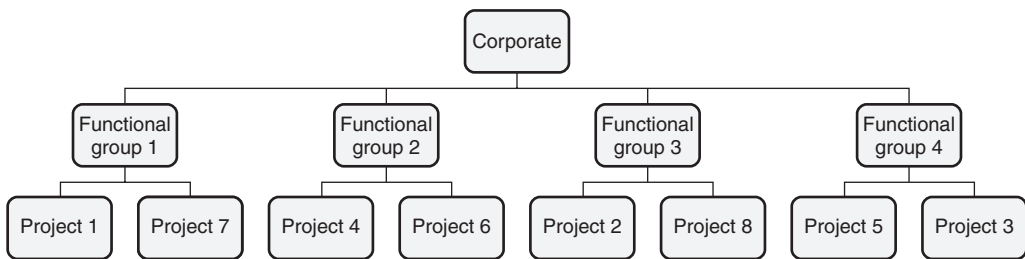 Corporate
Functional
group 1
Functional
group 2
Functional
group 3
Functional
group 4
Project 1
Project 7
Project 4
Project 6
Project 2
Project 8
Project 5
Project 3